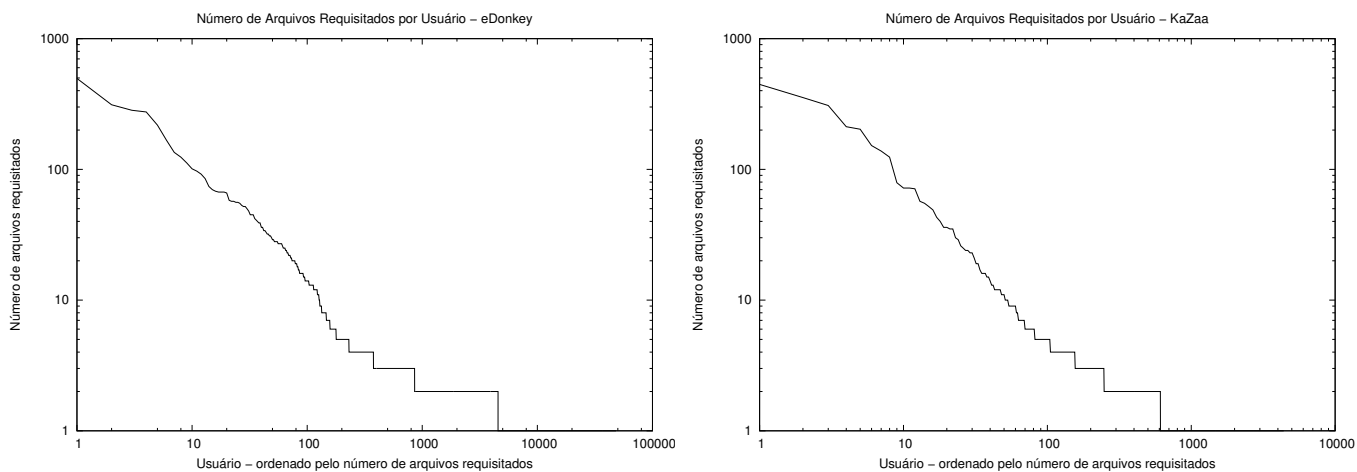 Número de Arquivos Requisitados por Usuário − eDonkey
1000
100
10
1
Número de arquivos requisitados
1 10 100 1000 10000 100000
Usuário − ordenado pelo número de arquivos requisitados
Número de Arquivos Requisitados por Usuário − KaZaa
1000
100
10
1
Número de arquivos requisitados
1 10 100 1000 10000
Usuário − ordenado pelo número de arquivos requisitados